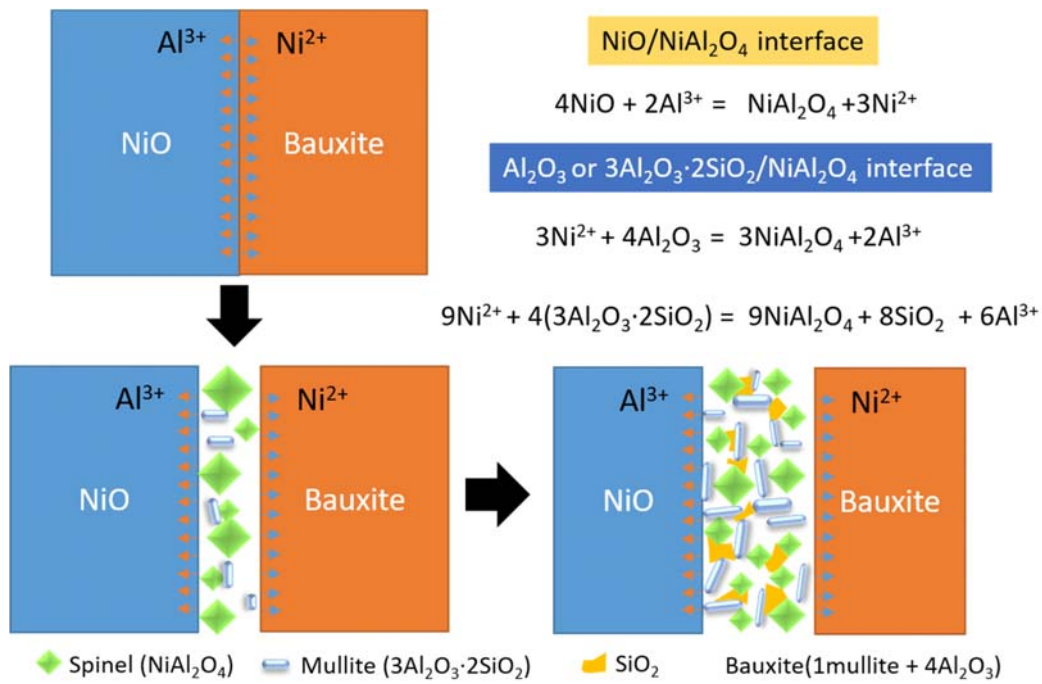 Al³⁺
Ni²⁺
NiO
Bauxite
NiO/NiAl₂O₄ interface
4NiO + 2Al³⁺ = NiAl₂O₄ +3Ni²⁺
Al₂O₃ or 3Al₂O₃·2SiO₂/NiAl₂O₄ interface
3Ni²⁺ + 4Al₂O₃ = 3NiAl₂O₄ +2Al³⁺
9Ni²⁺ + 4(3Al₂O₃·2SiO₂) = 9NiAl₂O₄ + 8SiO₂ + 6Al³⁺
Al³⁺
Ni²⁺
NiO
Bauxite
Al³⁺
Ni²⁺
NiO
Bauxite
Spinel (NiAl₂O₄)
Mullite (3Al₂O₃·2SiO₂)
SiO₂
Bauxite(1mullite + 4Al₂O₃)